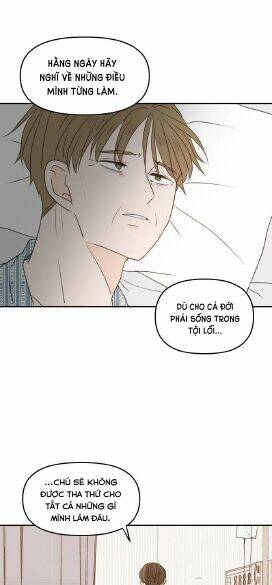 HẰNG NGÀY HÃY
NGHĨ VỀ NHỮNG ĐIỀU
MÌNH TỪNG LÀM.
DÙ CHO CẢ ĐỜI
PHẢI SỐNG TRONG
TỘI LỖI...
...CHÚ SẼ KHÔNG
ĐƯỢC THA THỨ CHO
TẤT CẢ NHỮNG GÌ
MÌNH LÀM ĐÂU.